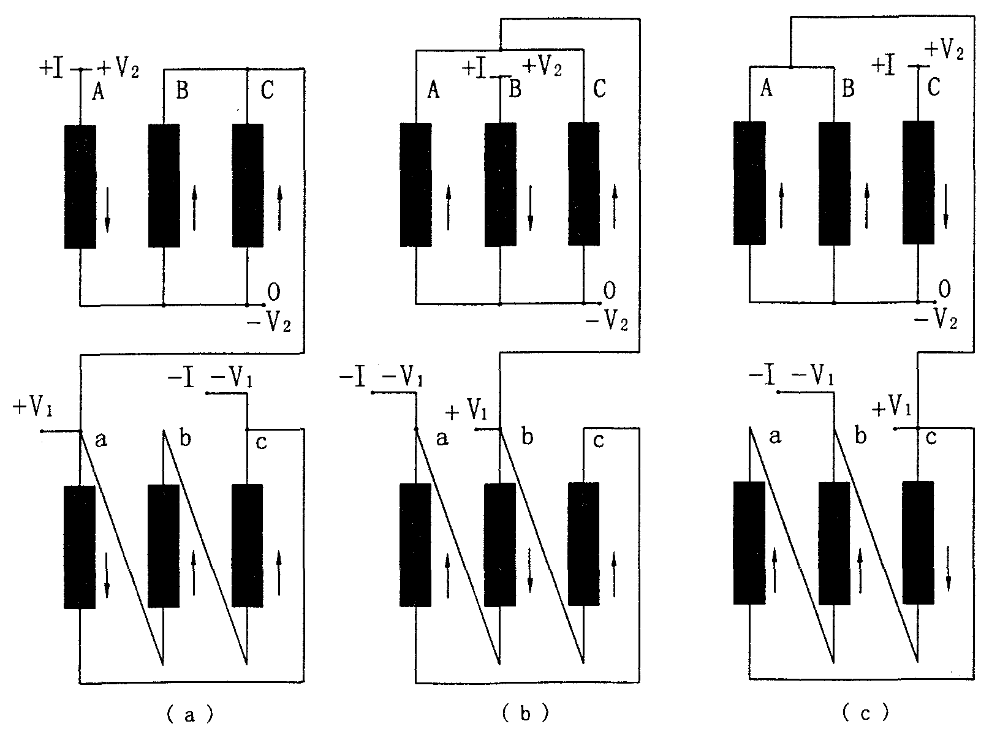 +I +V2
A B C
O
-V2
-I -V1
+V1
a b c
(a)
+I +V2
A B C
O
-V2
-I -V1
+V1
a b c
(b)
+V2
+I
A B C
O
-V2
-I -V1
+V1
a b c
(c)